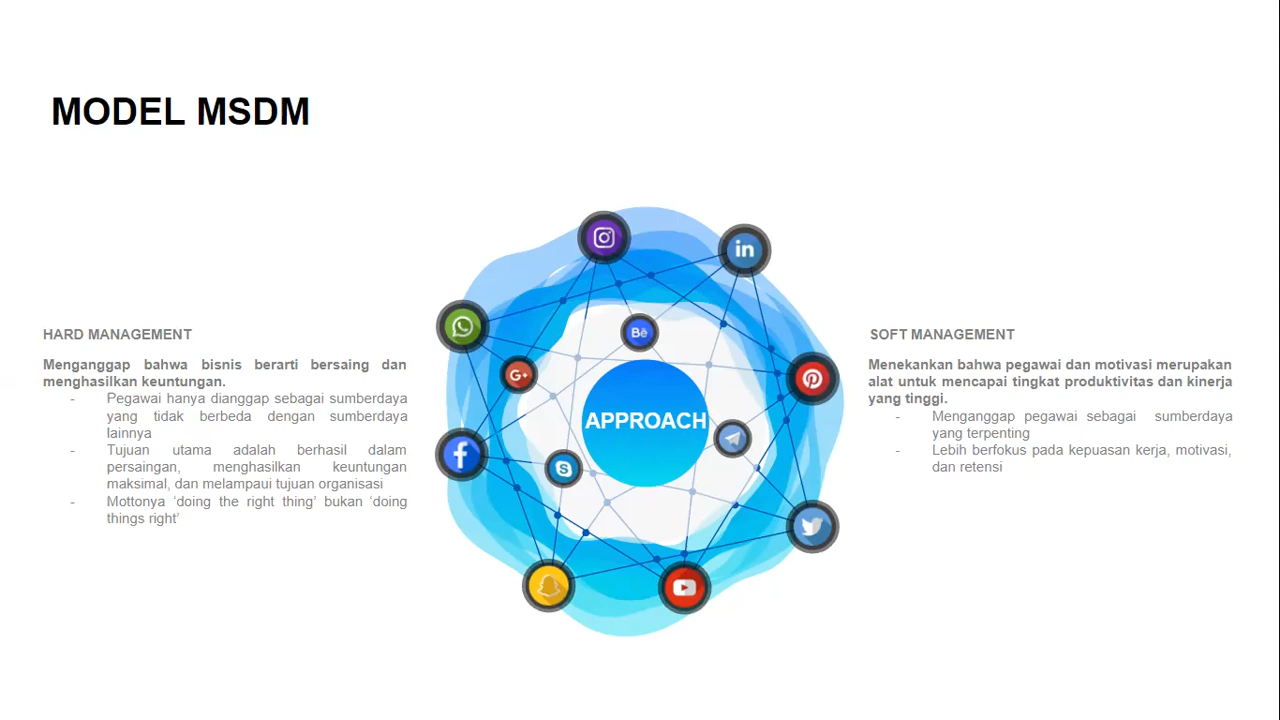 MODEL MSDM
HARD MANAGEMENT
Menganggap bahwa bisnis berarti bersaing dan
menghasilkan keuntungan.
- Pegawai hanya dianggap sebagai sumberdaya
yang tidak berbeda dengan sumberdaya
lainnya
- Tujuan utama adalah berhasil dalam
persaingan, menghasilkan keuntungan
maksimal, dan melampaui tujuan organisasi
- Mottonya ‘doing the right thing’ bukan ‘doing
things right’
in
Bē
G+
APPROACH
SOFT MANAGEMENT
Menekankan bahwa pegawai dan motivasi merupakan
alat untuk mencapai tingkat produktivitas dan kinerja
yang tinggi.
- Menganggap pegawai sebagai sumberdaya
yang terpenting
- Lebih berfokus pada kepuasan kerja, motivasi,
dan retensi